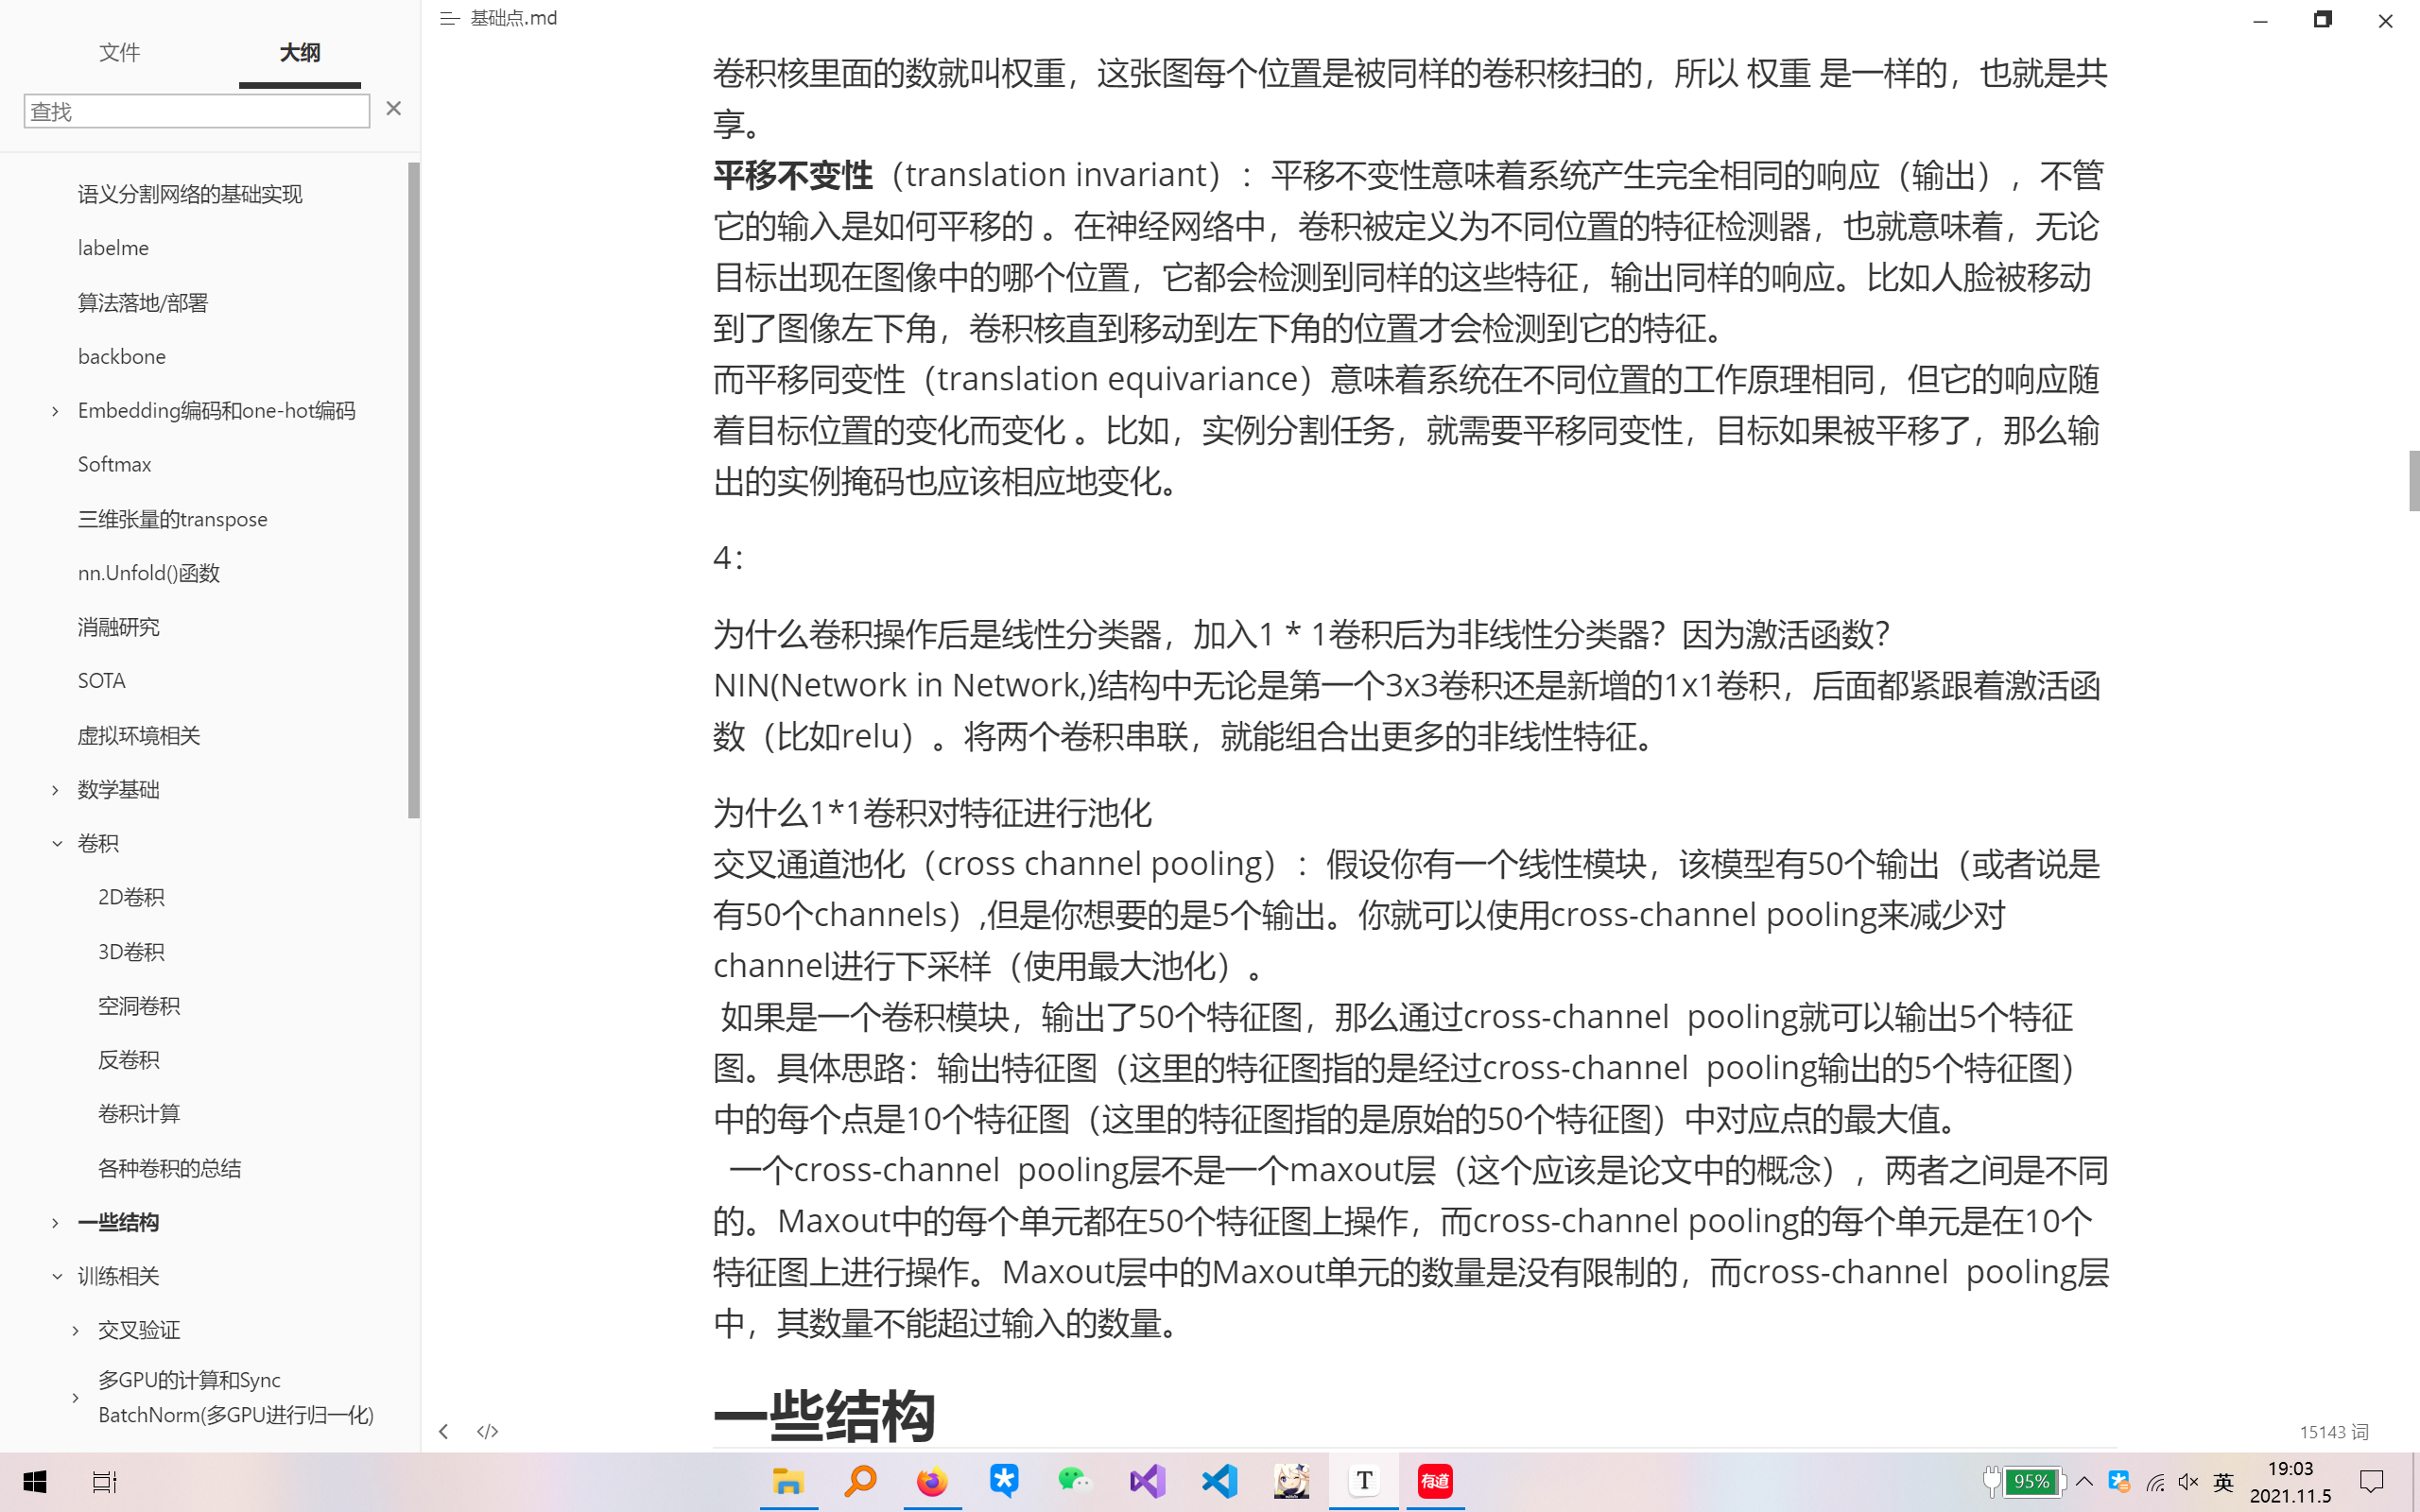 文件
大纲
查找
语义分割网络的基础实现
labelme
算法落地/部署
backbone
Embedding编码和one-hot编码
Softmax
三维张量的transpose
nn.Unfold()函数
消融研究
SOTA
虚拟环境相关
数学基础
卷积
2D卷积
3D卷积
空洞卷积
反卷积
卷积计算
各种卷积的总结
一些结构
训练相关
交叉验证
多GPU的计算和Sync
BatchNorm(多GPU进行归一化)
基础点.md
卷积核里面的数就叫权重，这张图每个位置是被同样的卷积核扫的，所以 权重 是一样的，也就是共
享。
平移不变性（translation invariant）：平移不变性意味着系统产生完全相同的响应（输出），不管
它的输入是如何平移的 。在神经网络中，卷积被定义为不同位置的特征检测器，也就意味着，无论
目标出现在图像中的哪个位置，它都会检测到同样的这些特征，输出同样的响应。比如人脸被移动
到了图像左下角，卷积核直到移动到左下角的位置才会检测到它的特征。
而平移同变性（translation equivariance）意味着系统在不同位置的工作原理相同，但它的响应随
着目标位置的变化而变化 。比如，实例分割任务，就需要平移同变性，目标如果被平移了，那么输
出的实例掩码也应该相应地变化。
4：
为什么卷积操作后是线性分类器，加入1 * 1卷积后为非线性分类器？因为激活函数？
NIN(Network in Network,)结构中无论是第一个3x3卷积还是新增的1x1卷积，后面都紧跟着激活函
数（比如relu）。将两个卷积串联，就能组合出更多的非线性特征。
为什么1*1卷积对特征进行池化
交叉通道池化（cross channel pooling）：假设你有一个线性模块，该模型有50个输出（或者说是
有50个channels）,但是你想要的是5个输出。你就可以使用cross-channel pooling来减少对
channel进行下采样（使用最大池化）。
如果是一个卷积模块，输出了50个特征图，那么通过cross-channel  pooling就可以输出5个特征
图。具体思路：输出特征图（这里的特征图指的是经过cross-channel  pooling输出的5个特征图）
中的每个点是10个特征图（这里的特征图指的是原始的50个特征图）中对应点的最大值。
一个cross-channel  pooling层不是一个maxout层（这个应该是论文中的概念），两者之间是不同
的。Maxout中的每个单元都在50个特征图上操作，而cross-channel pooling的每个单元是在10个
特征图上进行操作。Maxout层中的Maxout单元的数量是没有限制的，而cross-channel  pooling层
中，其数量不能超过输入的数量。
一些结构
15143 词
T
有道
95%
英
19:03
2021.11.5